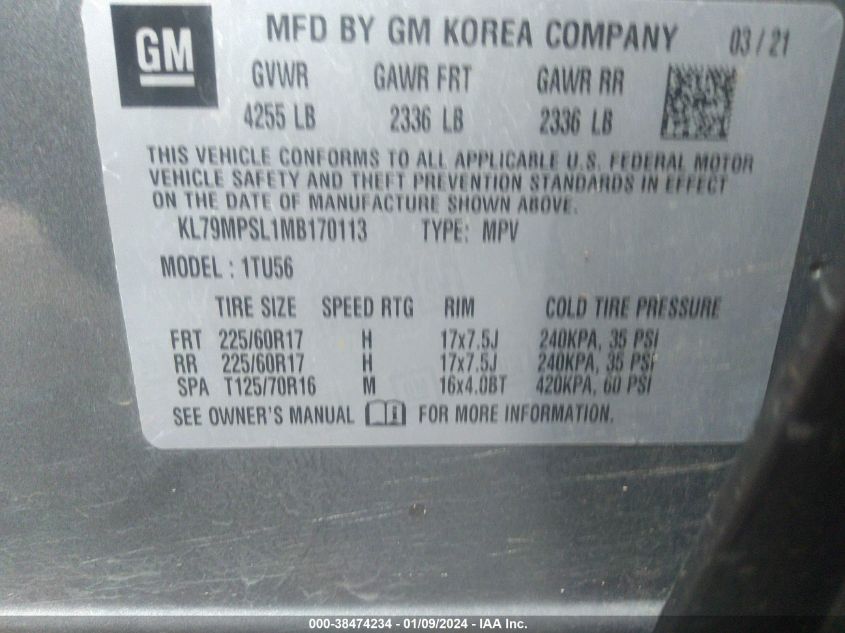 GM
MFD BY GM KOREA COMPANY 03/21
GVWR GAWR FRT GAWR RR
4255 LB 2336 LB 2336 LB
THIS VEHICLE CONFORMS TO ALL APPLICABLE U.S. FEDERAL MOTOR
VEHICLE SAFETY AND THEFT PREVENTION STANDARDS IN EFFECT
ON THE DATE OF MANUFACTURE SHOWN ABOVE.
KL79MPSL1MB170113 TYPE: MPV
MODEL : 1TU56
TIRE SIZE SPEED RTG RIM COLD TIRE PRESSURE
FRT 225/60R17 H 17x7.5J 240KPA, 35 PSI
RR 225/60R17 H 17x7.5J 240KPA, 35 PSI
SPA T125/70R16 M 16x4.0BT 420KPA, 60 PSI
SEE OWNER'S MANUAL i FOR MORE INFORMATION.
000-38474234 - 01/09/2024 - IAA Inc.